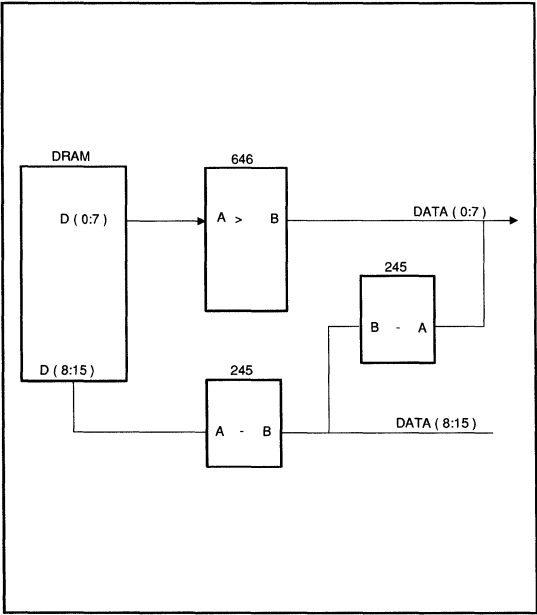 DRAM
646
D ( 0:7 )
A > B
DATA ( 0:7 )
245
B - A
D ( 8:15 )
245
A - B
DATA ( 8:15 )